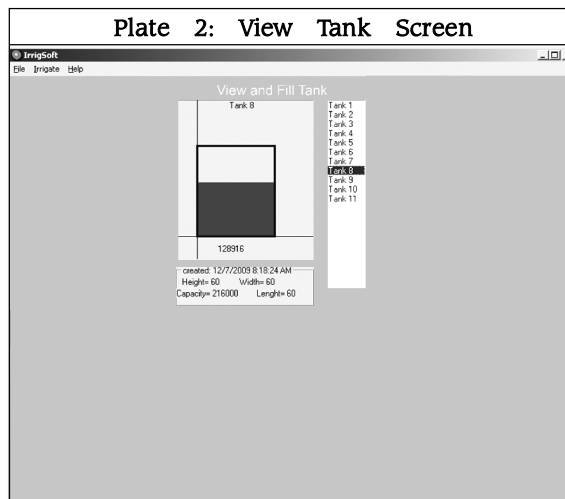 Plate 2: View Tank Screen
IrrigSoft
File Irrigate Help
View and Fill Tank
Tank 8
Tank 1
Tank 2
Tank 3
Tank 4
Tank 5
Tank 6
Tank 7
Tank 8
Tank 9
Tank 10
Tank 11
128916
created: 12/7/2009 8:18:24 AM
Height= 60 Width= 60
Capacity= 216000 Lenght= 60